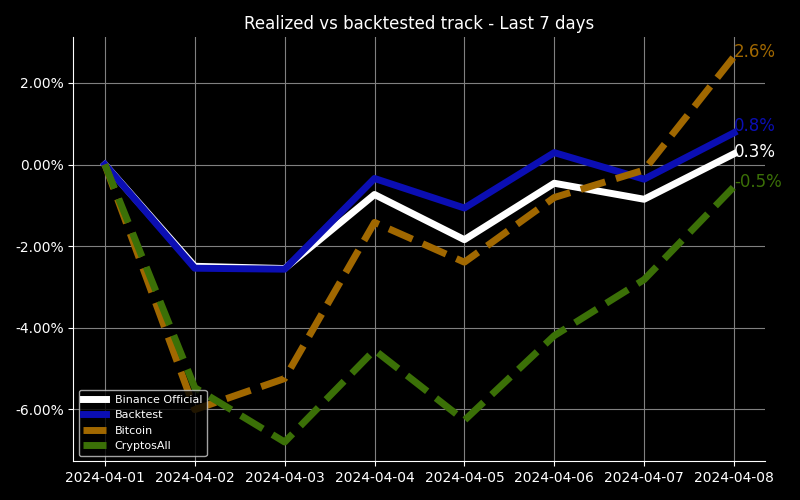 Realized vs backtested track - Last 7 days
2.6%
2.00%
0.8%
0.3%
0.00%
-0.5%
-2.00%
-4.00%
-6.00%
Binance Official
Backtest
Bitcoin
CryptosAll
2024-04-01 2024-04-02 2024-04-03 2024-04-04 2024-04-05 2024-04-06 2024-04-07 2024-04-08